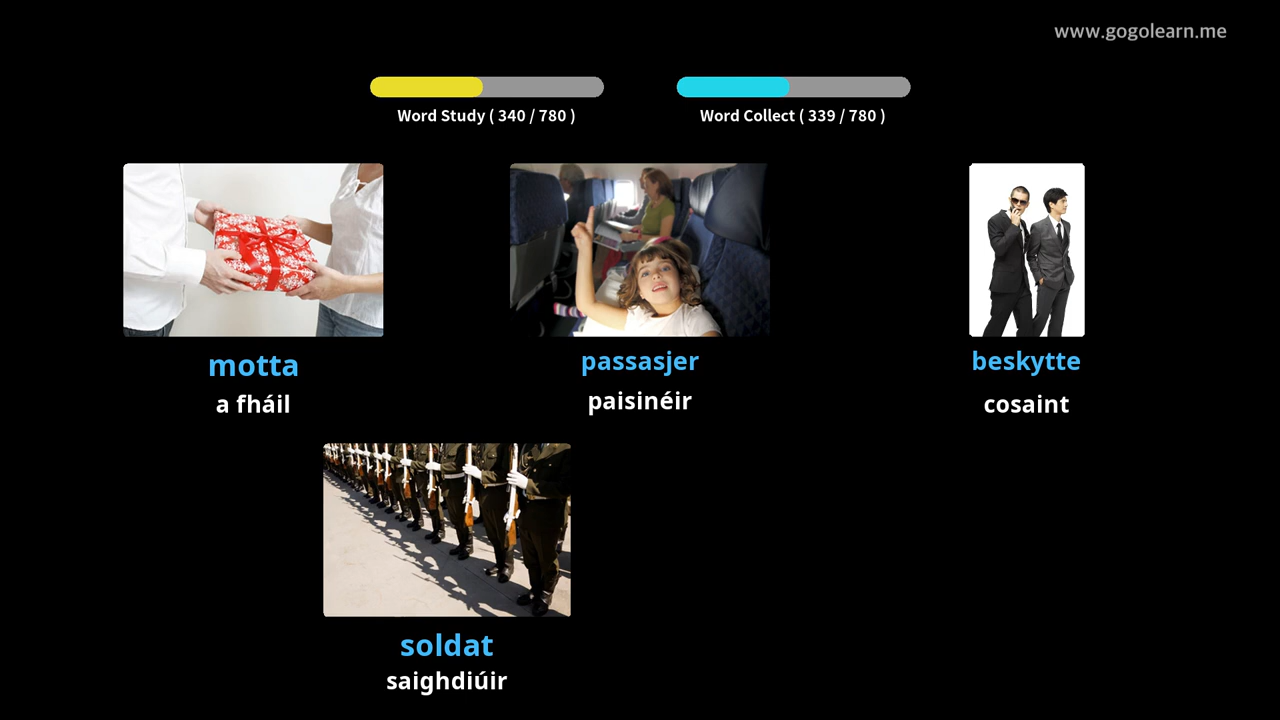 www.gogolearn.me
Word Study ( 340 / 780 )
Word Collect ( 339 / 780 )
motta
a fháil
passasjer
paisinéir
beskytte
cosaint
soldat
saighdiúir